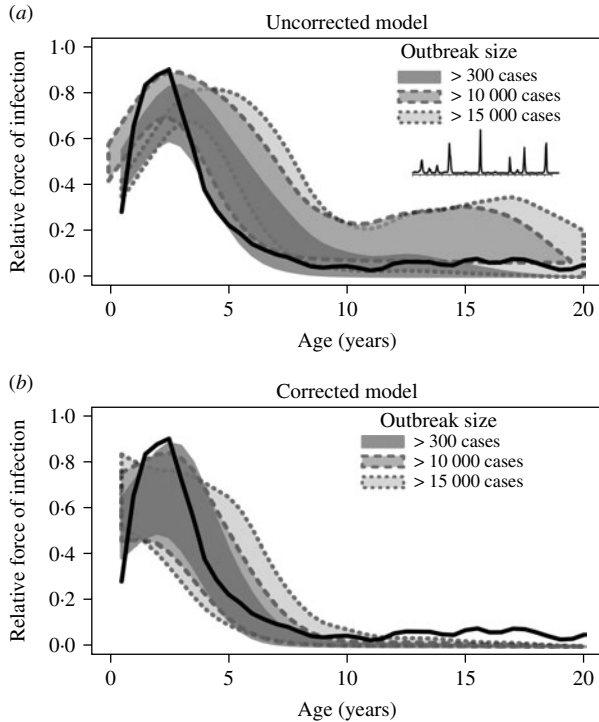 (a)
Uncorrected model
Relative force of infection
1·0
0·8
0·6
0·4
0·2
0·0
Outbreak size
> 300 cases
> 10 000 cases
> 15 000 cases
0 5 10 15 20
Age (years)
(b)
Corrected model
Relative force of infection
1·0
0·8
0·6
0·4
0·2
0·0
Outbreak size
> 300 cases
> 10 000 cases
> 15 000 cases
0 5 10 15 20
Age (years)